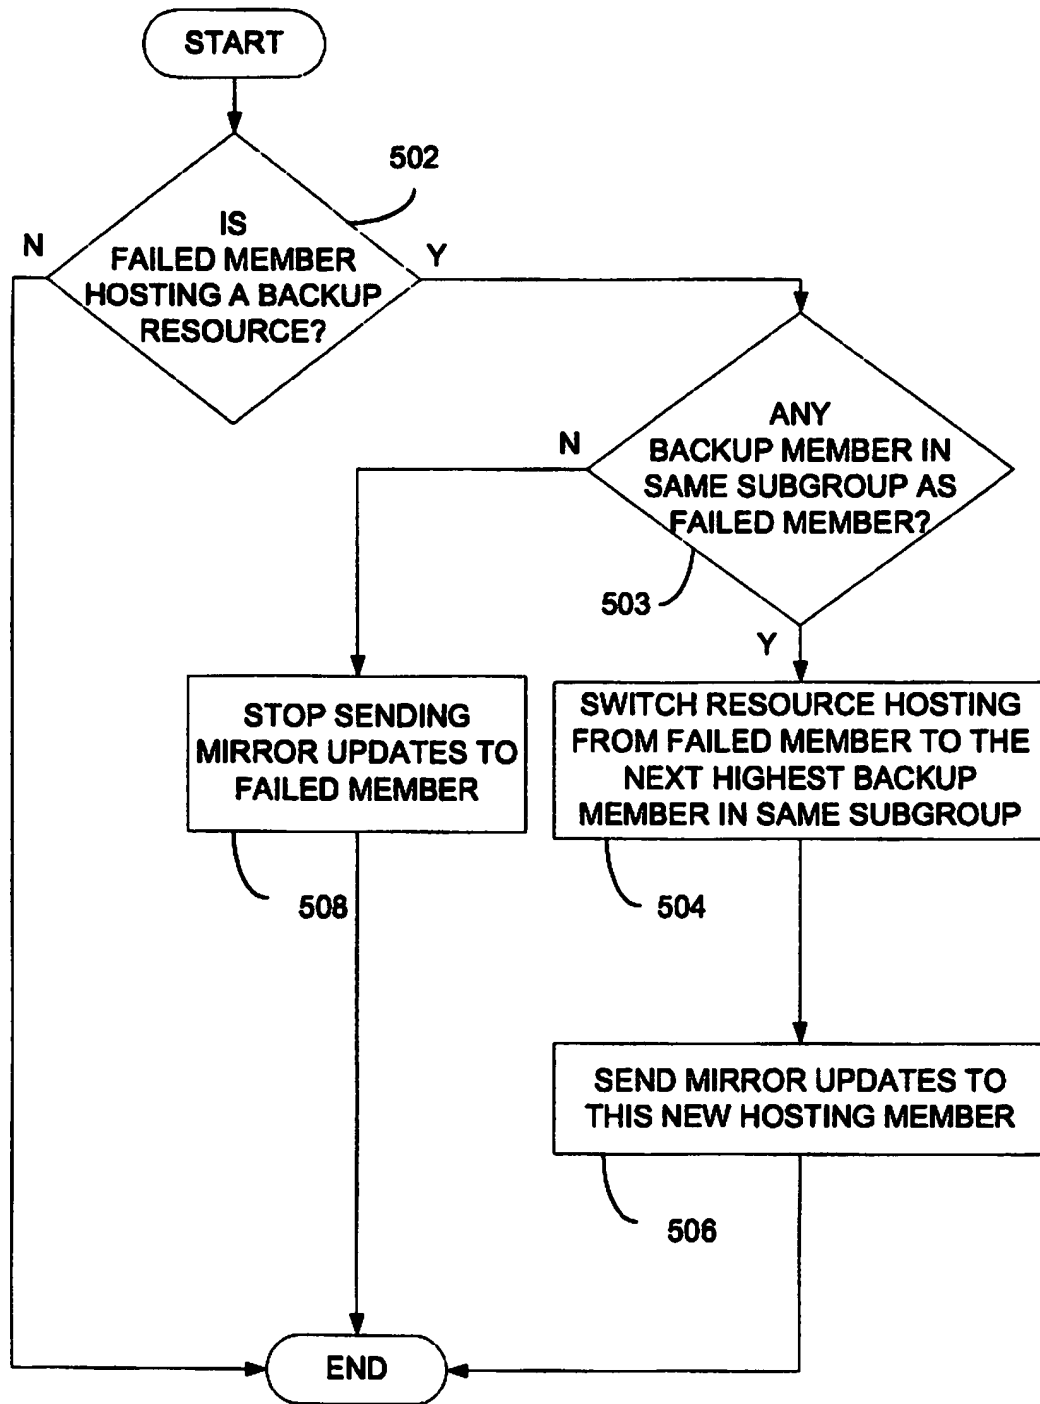 START
502
IS
FAILED MEMBER
HOSTING A BACKUP
RESOURCE?
N
Y
ANY
BACKUP MEMBER IN
SAME SUBGROUP AS
FAILED MEMBER?
N
503
Y
STOP SENDING
MIRROR UPDATES TO
FAILED MEMBER
SWITCH RESOURCE HOSTING
FROM FAILED MEMBER TO THE
NEXT HIGHEST BACKUP
MEMBER IN SAME SUBGROUP
508
504
SEND MIRROR UPDATES TO
THIS NEW HOSTING MEMBER
506
END